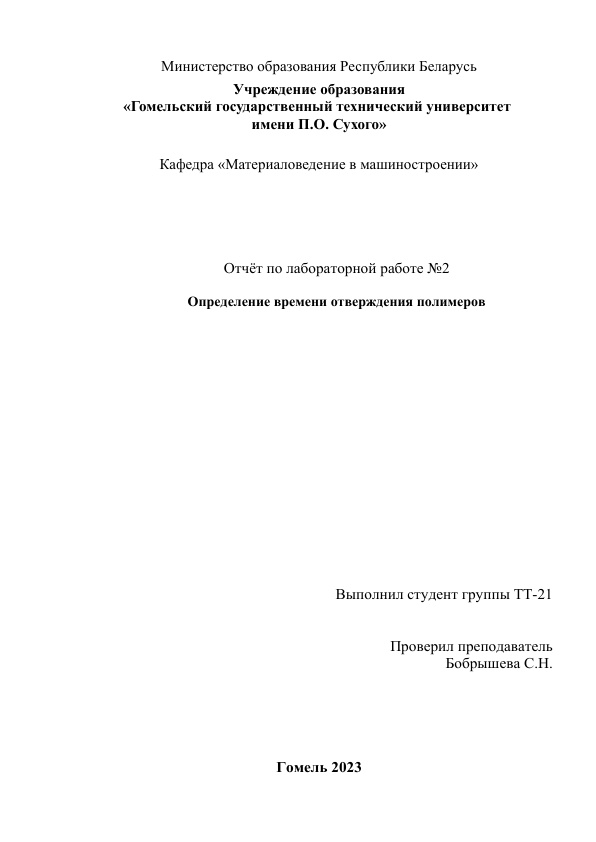 Министерство образования Республики Беларусь
Учреждение образования
«Гомельский государственный технический университет
имени П.О. Сухого»
Кафедра «Материаловедение в машиностроении»
Отчёт по лабораторной работе №2
Определение времени отверждения полимеров
Выполнил студент группы ТТ-21
Проверил преподаватель
Бобрышева С.Н.
Гомель 2023